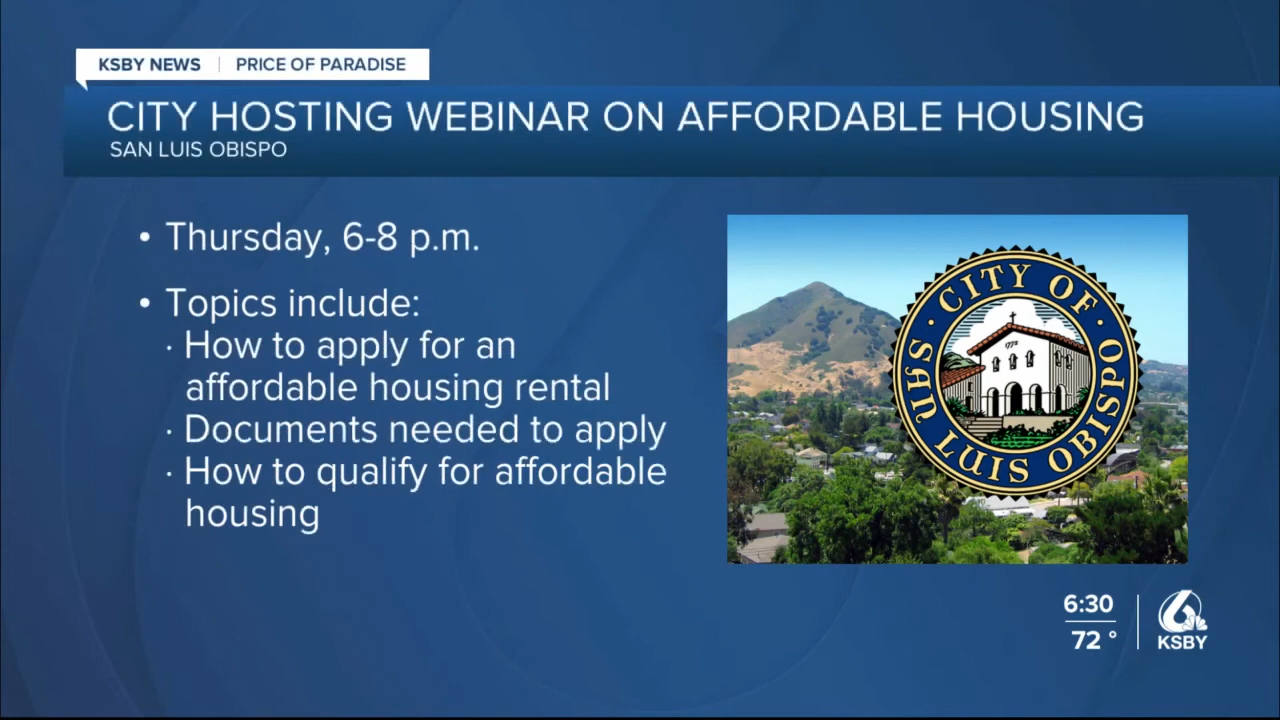 KSBY NEWS | PRICE OF PARADISE
CITY HOSTING WEBINAR ON AFFORDABLE HOUSING
SAN LUIS OBISPO
• Thursday, 6-8 p.m.
• Topics include:
· How to apply for an
affordable housing rental
· Documents needed to apply
· How to qualify for affordable
housing
· CITY OF ·
SAN LUIS OBISPO
1772
6:30
72 °
6
KSBY